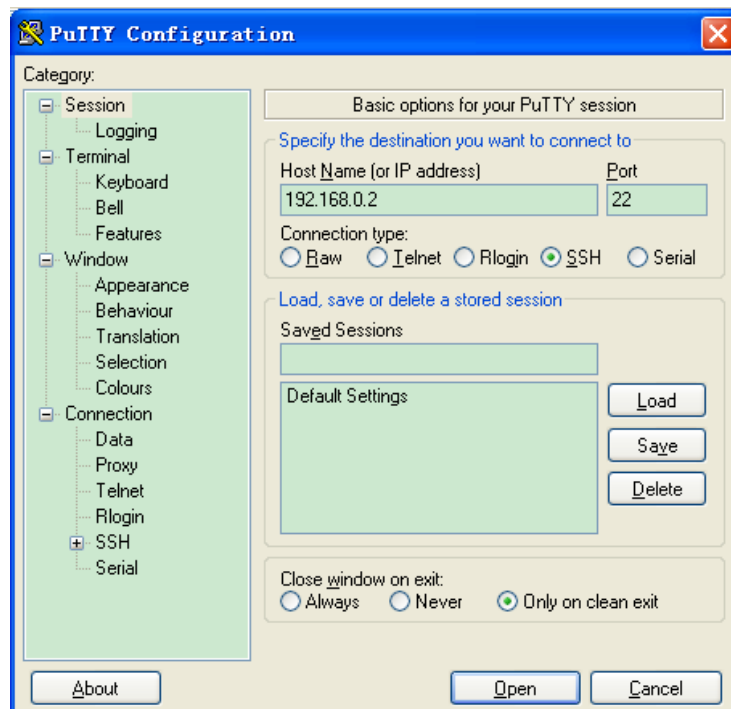 PuTTY Configuration
Category:
Session
Logging
Terminal
Keyboard
Bell
Features
Window
Appearance
Behaviour
Translation
Selection
Colours
Connection
Data
Proxy
Telnet
Rlogin
SSH
Serial
Basic options for your PuTTY session
Specify the destination you want to connect to
Host Name (or IP address) Port
192.168.0.2 22
Connection type:
Raw Telnet Rlogin SSH Serial
Load, save or delete a stored session
Saved Sessions
Default Settings
Load
Save
Delete
Close window on exit:
Always Never Only on clean exit
About Open Cancel